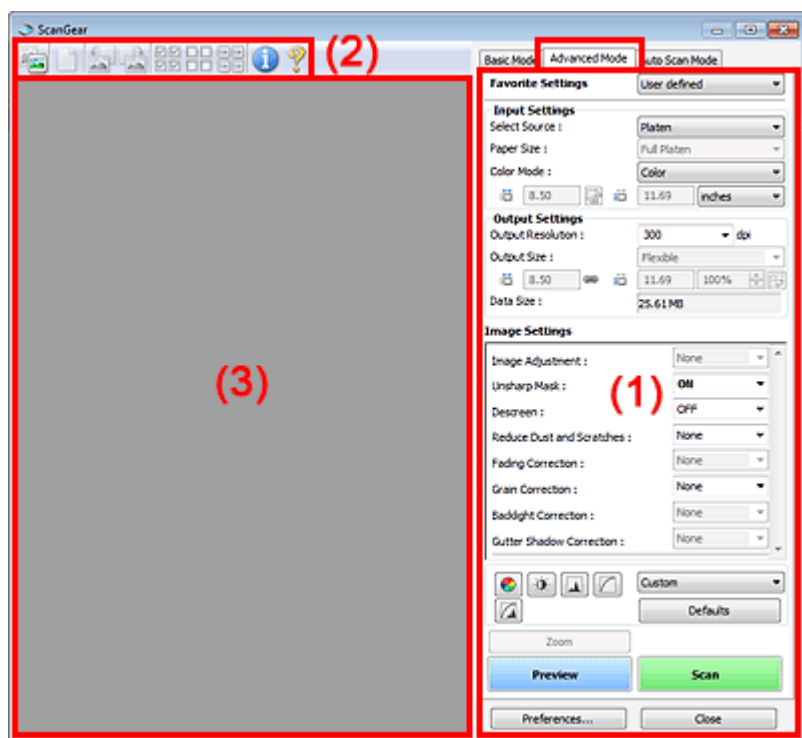 ScanGear
(2)
Basic Mode Advanced Mode Auto Scan Mode
Favorite Settings User defined
Input Settings
Select Source : Platen
Paper Size : Full Platen
Color Mode : Color
8.50 11.69 inches
Output Settings
Output Resolution : 300 dpi
Output Size : Flexible
8.50 11.69 100%
Data Size : 25.61 MB
Image Settings
Image Adjustment : None
(3)
Unsharp Mask : ON
(1)
Descreen : OFF
Reduce Dust and Scratches : None
Fading Correction : None
Grain Correction : None
Backlight Correction : None
Gutter Shadow Correction : None
Custom
Defaults
Zoom
Preview Scan
Preferences... Close